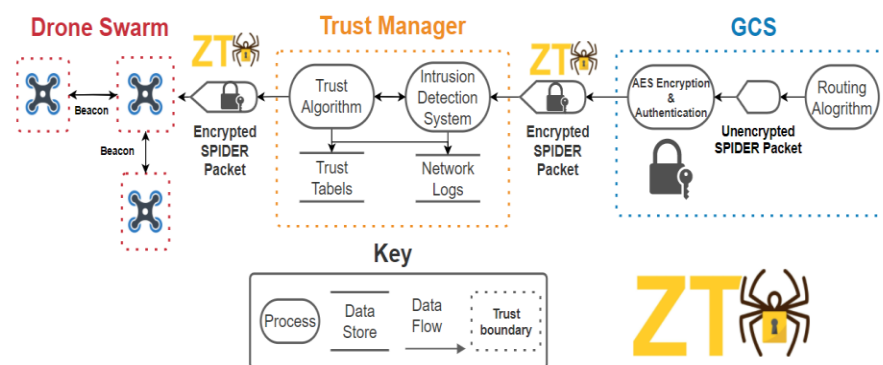 Drone Swarm
Trust Manager
GCS
ZT
ZT
Beacon
Beacon
Encrypted
SPIDER
Packet
Trust
Algorithm
Intrusion
Detection
System
Trust
Tabels
Network
Logs
Encrypted
SPIDER
Packet
AES Encryption
&
Authentication
Unencrypted
SPIDER Packet
Routing
Alogrithm
Key
Process
Data
Store
Data
Flow
Trust
boundary
ZT